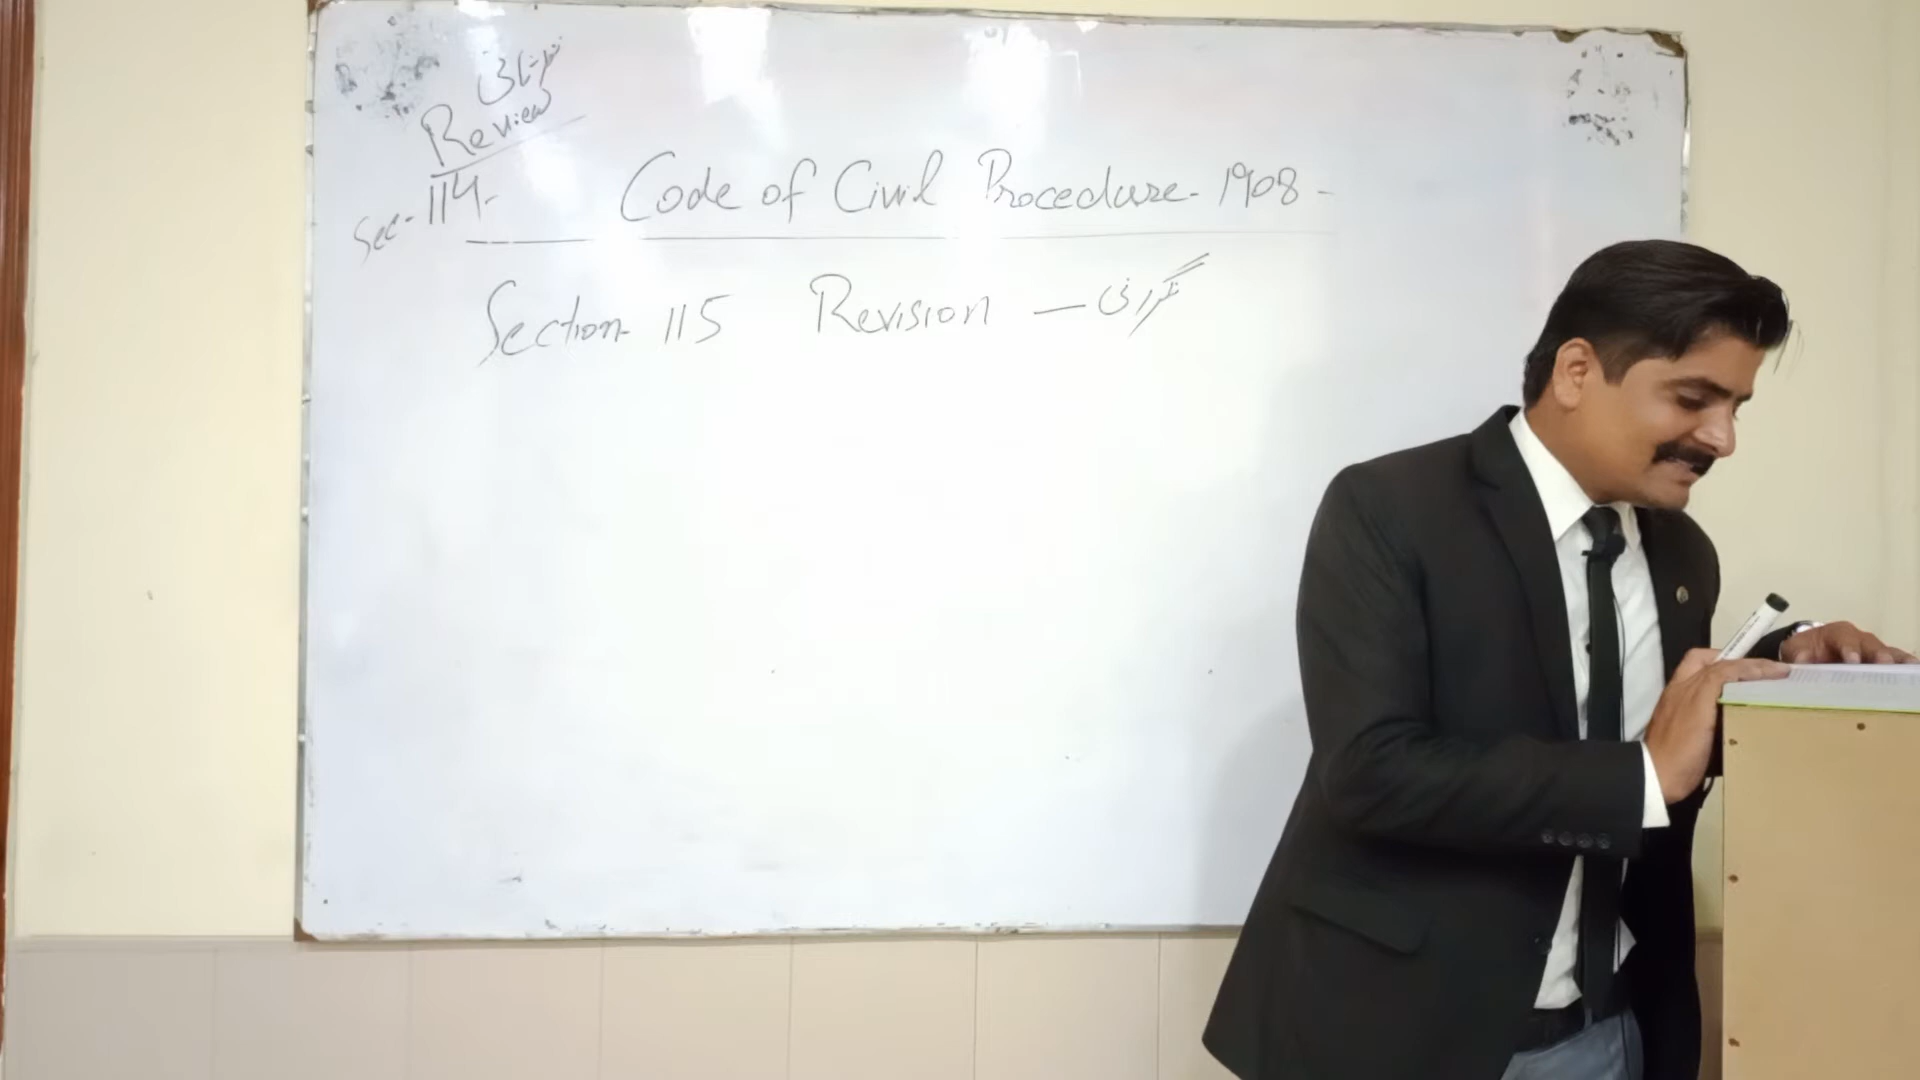 نظرثانی
Review
Sec- 114-
Code of Civil Procedure- 1908-
Section- 115 Revision — نگرانی